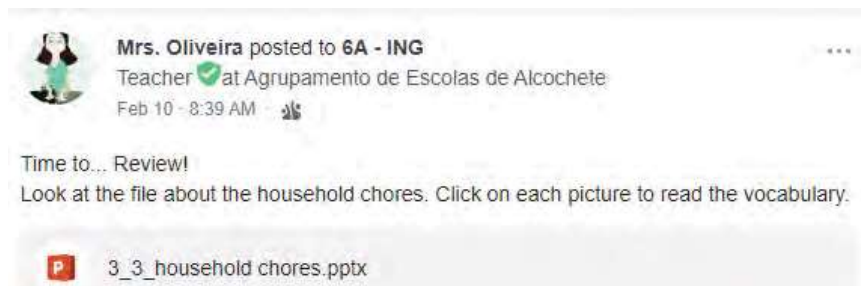 Mrs. Oliveira posted to 6A - ING
Teacher at Agrupamento de Escolas de Alcochete
Feb 10 · 8:39 AM ·
Time to... Review!
Look at the file about the household chores. Click on each picture to read the vocabulary.
P 3_3_household chores.pptx